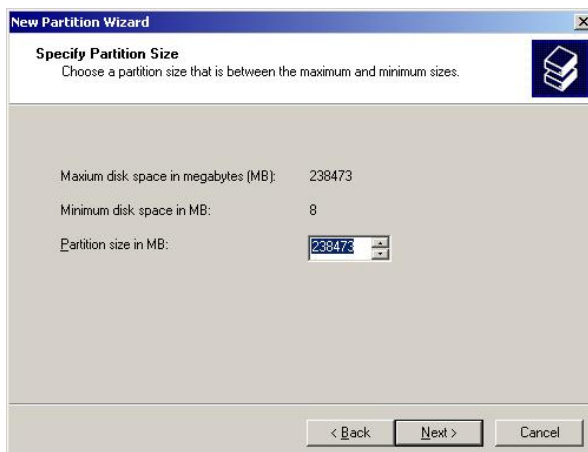 New Partition Wizard
Specify Partition Size
Choose a partition size that is between the maximum and minimum sizes.
Maxium disk space in megabytes (MB): 238473
Minimum disk space in MB: 8
Partition size in MB: 238473
< Back Next > Cancel